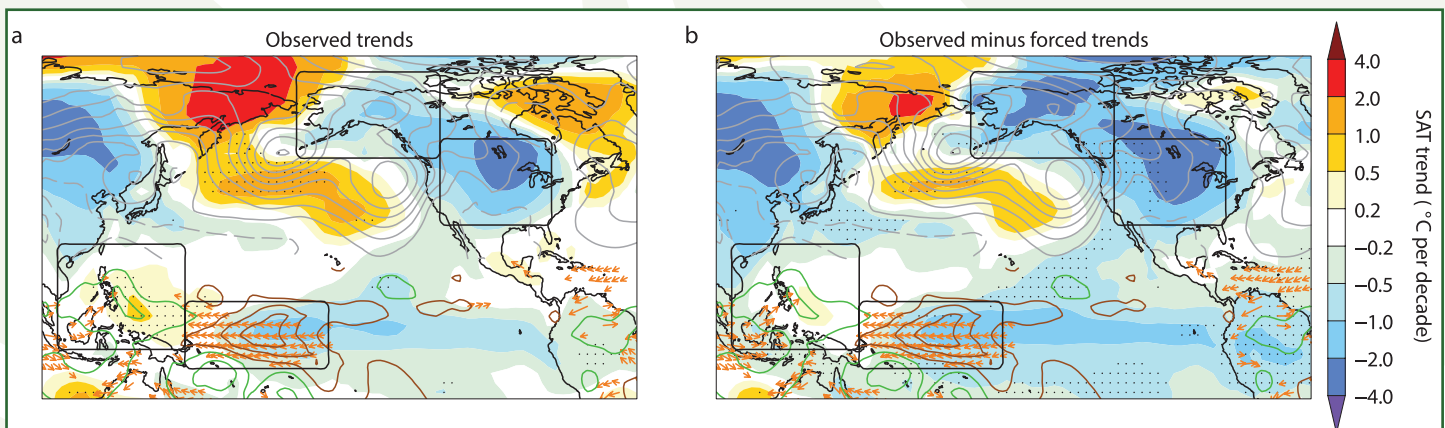 a
Observed trends
b
Observed minus forced trends
4.0
2.0
1.0
0.5
0.2
−0.2
−0.5
−1.0
−2.0
−4.0
SAT trend ( °C per decade)